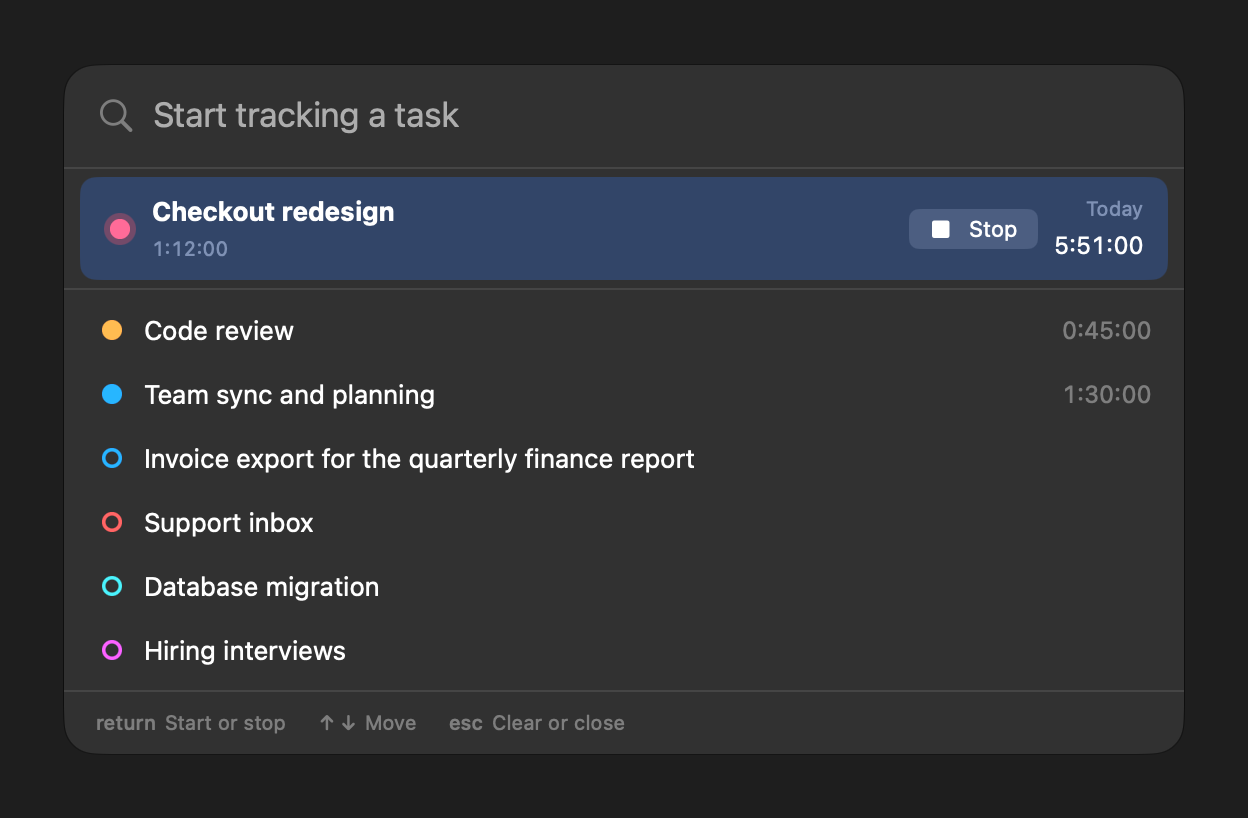 Start tracking a task
Checkout redesign
1:12:00
Stop
Today
5:51:00
Code review 0:45:00
Team sync and planning 1:30:00
Invoice export for the quarterly finance report
Support inbox
Database migration
Hiring interviews
return Start or stop ↑ ↓ Move esc Clear or close